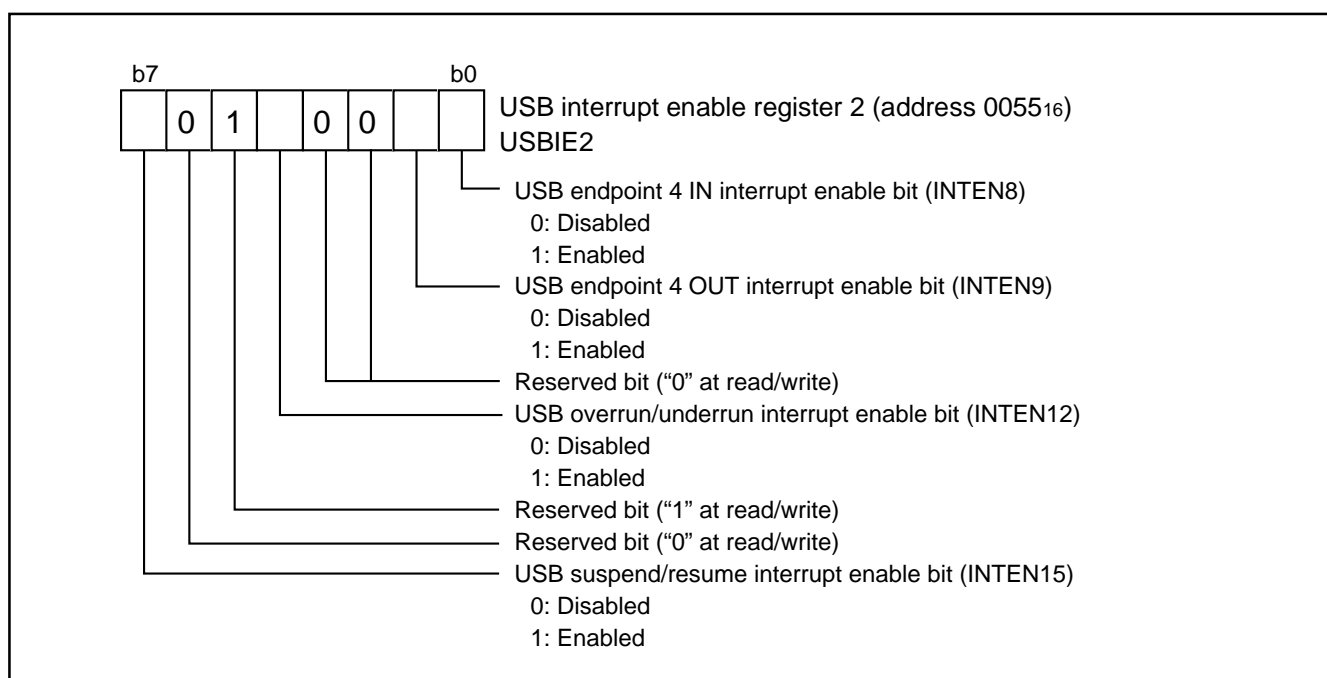 b7 b0
0 1 0 0
USB interrupt enable register 2 (address 005516)
USBIE2
USB endpoint 4 IN interrupt enable bit (INTEN8)
0: Disabled
1: Enabled
USB endpoint 4 OUT interrupt enable bit (INTEN9)
0: Disabled
1: Enabled
Reserved bit (“0” at read/write)
USB overrun/underrun interrupt enable bit (INTEN12)
0: Disabled
1: Enabled
Reserved bit (“1” at read/write)
Reserved bit (“0” at read/write)
USB suspend/resume interrupt enable bit (INTEN15)
0: Disabled
1: Enabled